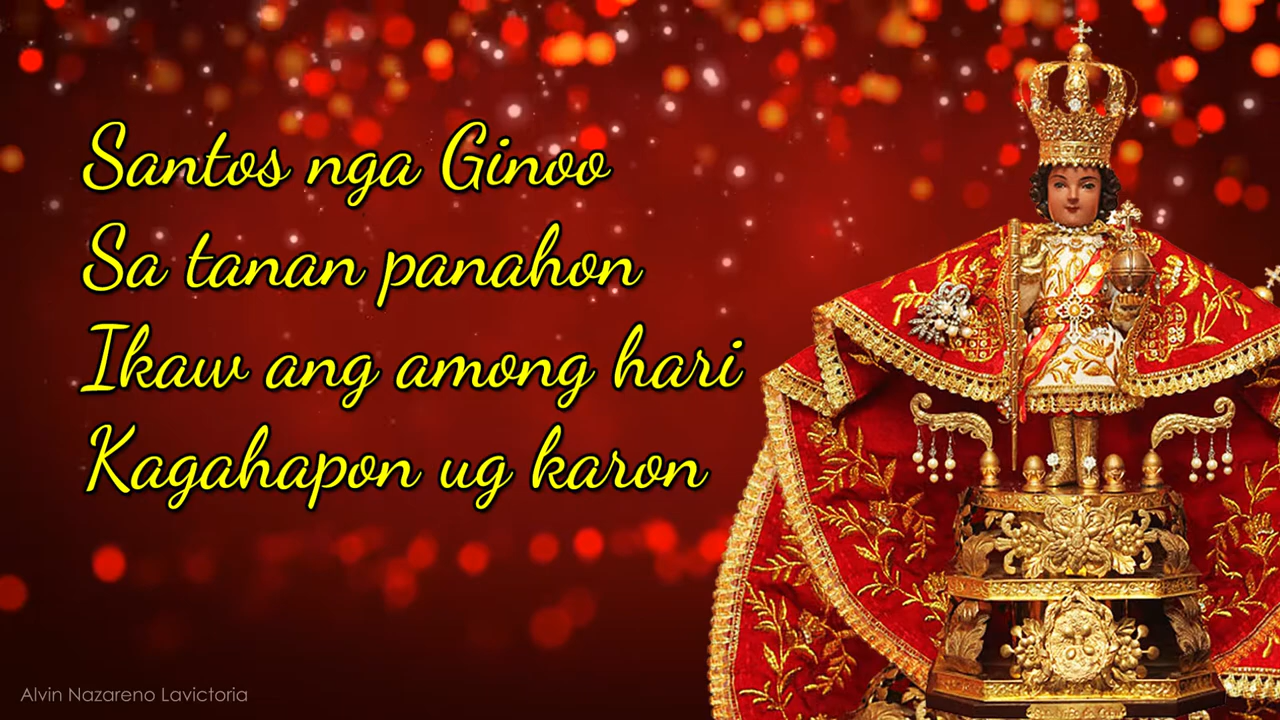 Santos nga Ginoo
Sa tanan panahon
Ikaw ang among hari
Kagahapon ug karon
Alvin Nazareno Lavictoria